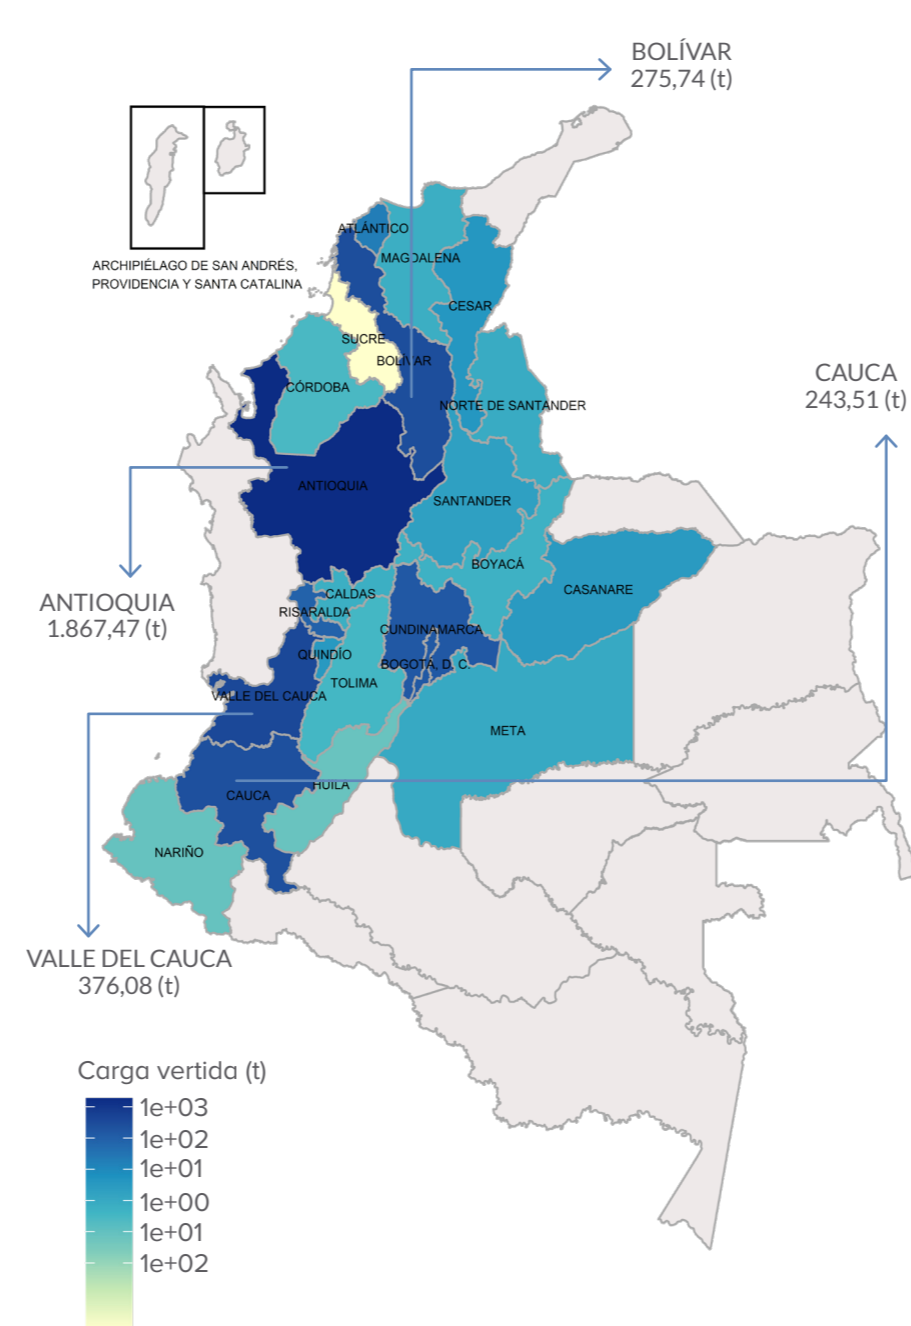 BOLÍVAR
275,74 (t)
ATLÁNTICO
MAGDALENA
ARCHIPIÉLAGO DE SAN ANDRÉS,
PROVIDENCIA Y SANTA CATALINA
CESAR
SUCRE
BOLÍVAR
CÓRDOBA
NORTE DE SANTANDER
CAUCA
243,51 (t)
ANTIOQUIA
SANTANDER
BOYACÁ
CASANARE
CALDAS
RISARALDA
ANTIOQUIA
1.867,47 (t)
CUNDINAMARCA
QUINDÍO
BOGOTÁ, D. C.
TOLIMA
VALLE DEL CAUCA
META
HUILA
CAUCA
NARIÑO
VALLE DEL CAUCA
376,08 (t)
Carga vertida (t)
1e+03
1e+02
1e+01
1e+00
1e+01
1e+02